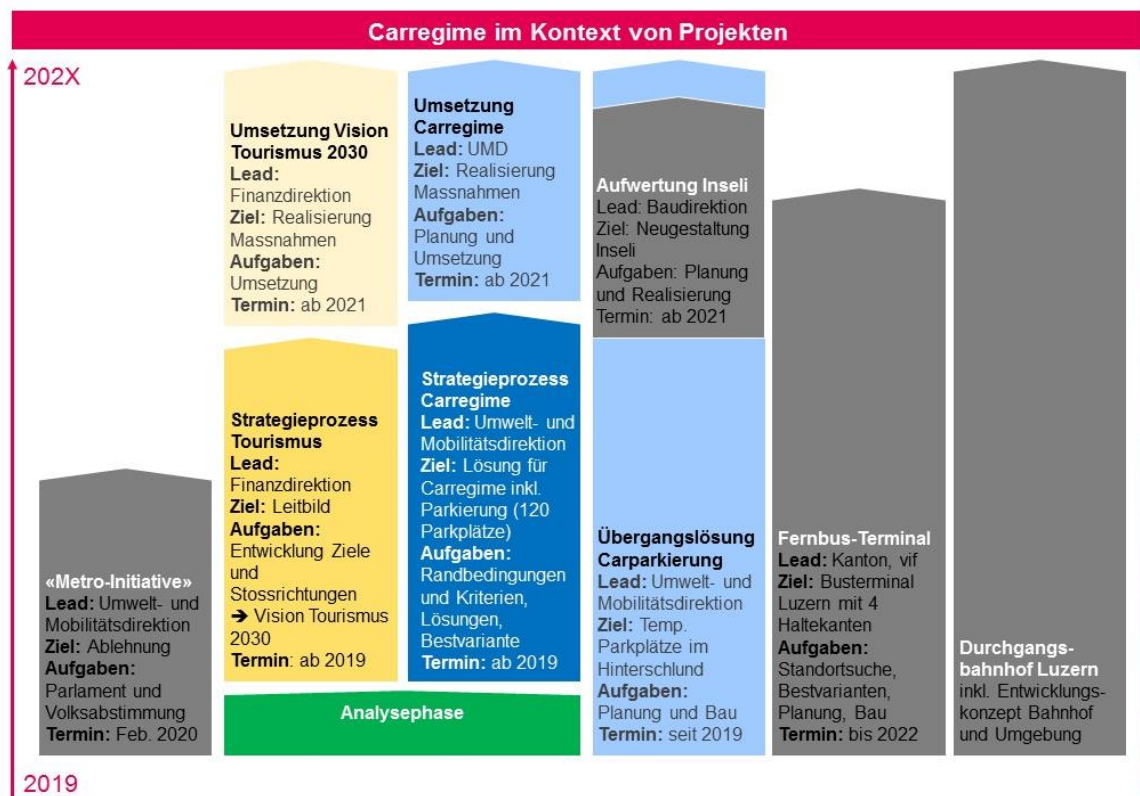 Carregime im Kontext von Projekten
202X
Umsetzung Vision
Tourismus 2030
Lead:
Finanzdirektion
Ziel: Realisierung
Massnahmen
Aufgaben:
Umsetzung
Termin: ab 2021
Umsetzung
Carregime
Lead: UMD
Ziel: Realisierung
Massnahmen
Aufgaben:
Planung und
Umsetzung
Termin: ab 2021
Aufwertung Inseli
Lead: Baudirektion
Ziel: Neugestaltung
Inseli
Aufgaben: Planung
und Realisierung
Termin: ab 2021
«Metro-Initiative»
Lead: Umwelt- und
Mobilitätsdirektion
Ziel: Ablehnung
Aufgaben:
Parlament und
Volksabstimmung
Termin: Feb. 2020
Strategieprozess
Tourismus
Lead:
Finanzdirektion
Ziel: Leitbild
Aufgaben:
Entwicklung Ziele
und
Stossrichtungen
➔ Vision Tourismus
2030
Termin: ab 2019
Strategieprozess
Carregime
Lead: Umwelt- und
Mobilitätsdirektion
Ziel: Lösung für
Carregime inkl.
Parkierung (120
Parkplätze)
Aufgaben:
Randbedingungen
und Kriterien,
Lösungen,
Bestvariante
Termin: ab 2019
Analysephase
Übergangslösung
Carparkierung
Lead: Umwelt- und
Mobilitätsdirektion
Ziel: Temp.
Parkplätze im
Hinterschlund
Aufgaben:
Planung und Bau
Termin: seit 2019
Fernbus-Terminal
Lead: Kanton, vif
Ziel: Busterminal
Luzern mit 4
Haltekanten
Aufgaben:
Standortsuche,
Bestvarianten,
Planung, Bau
Termin: bis 2022
Durchgangs-
bahnhof Luzern
inkl. Entwicklungs-
konzept Bahnhof
und Umgebung
2019